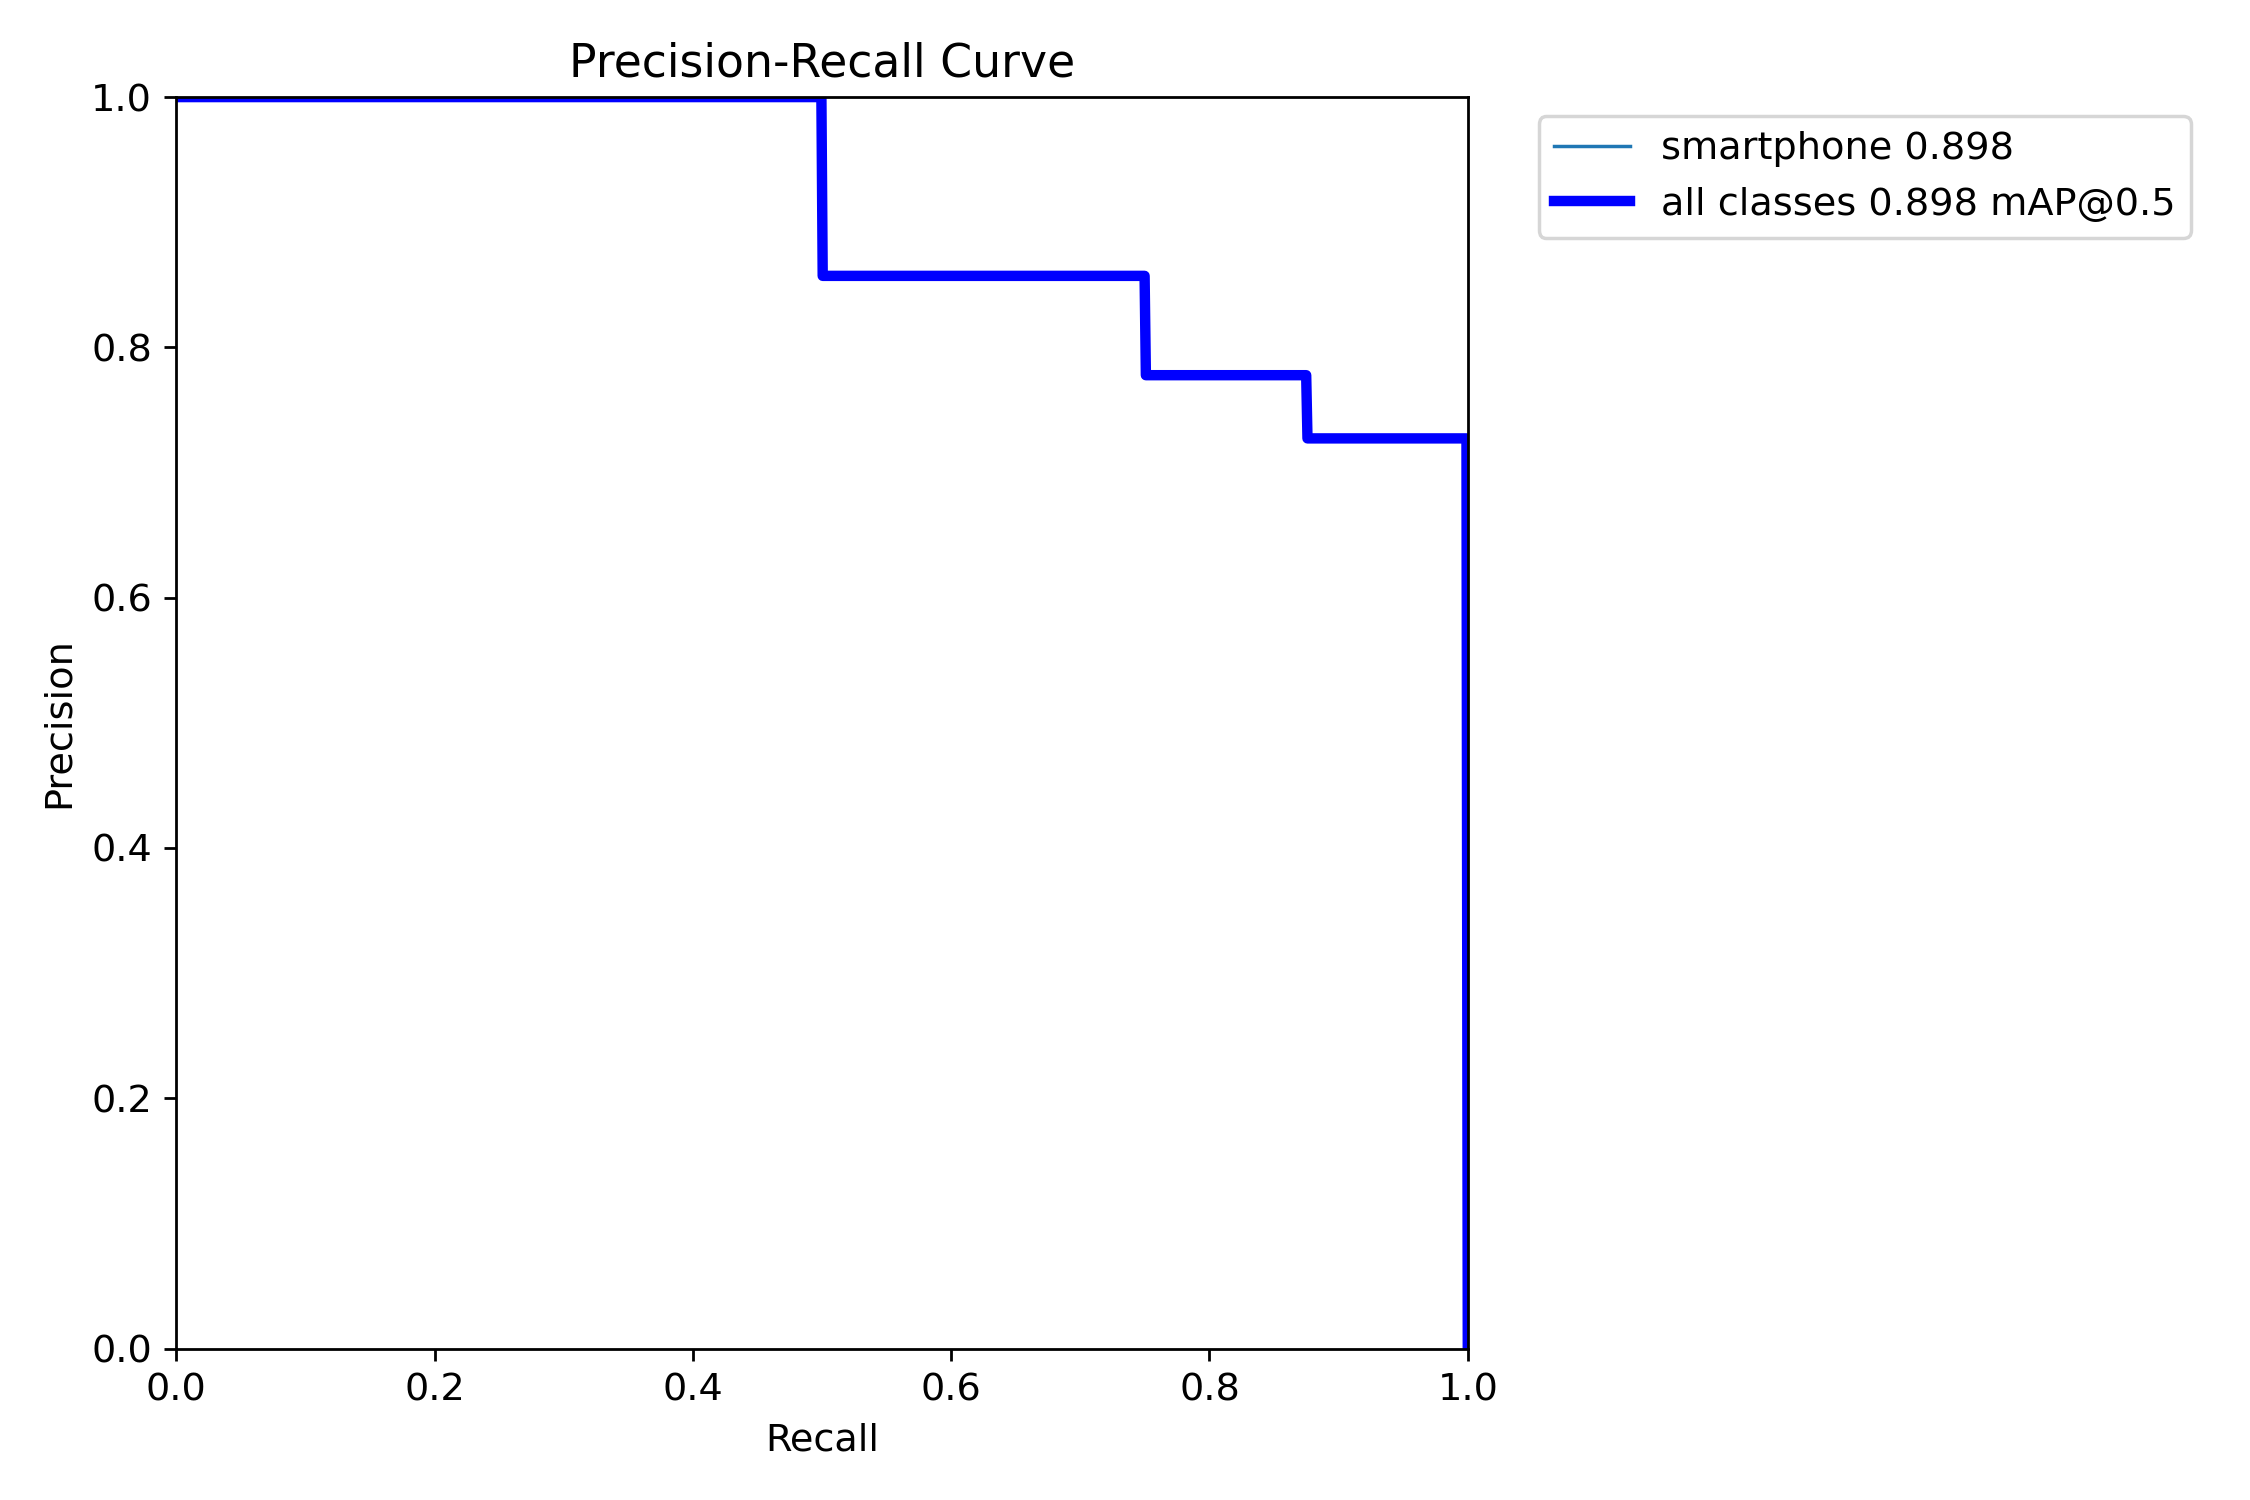 Precision-Recall Curve
1.0
0.8
0.6
0.4
0.2
0.0
Precision
0.0 0.2 0.4 0.6 0.8 1.0
Recall
smartphone 0.898
all classes 0.898 mAP@0.5